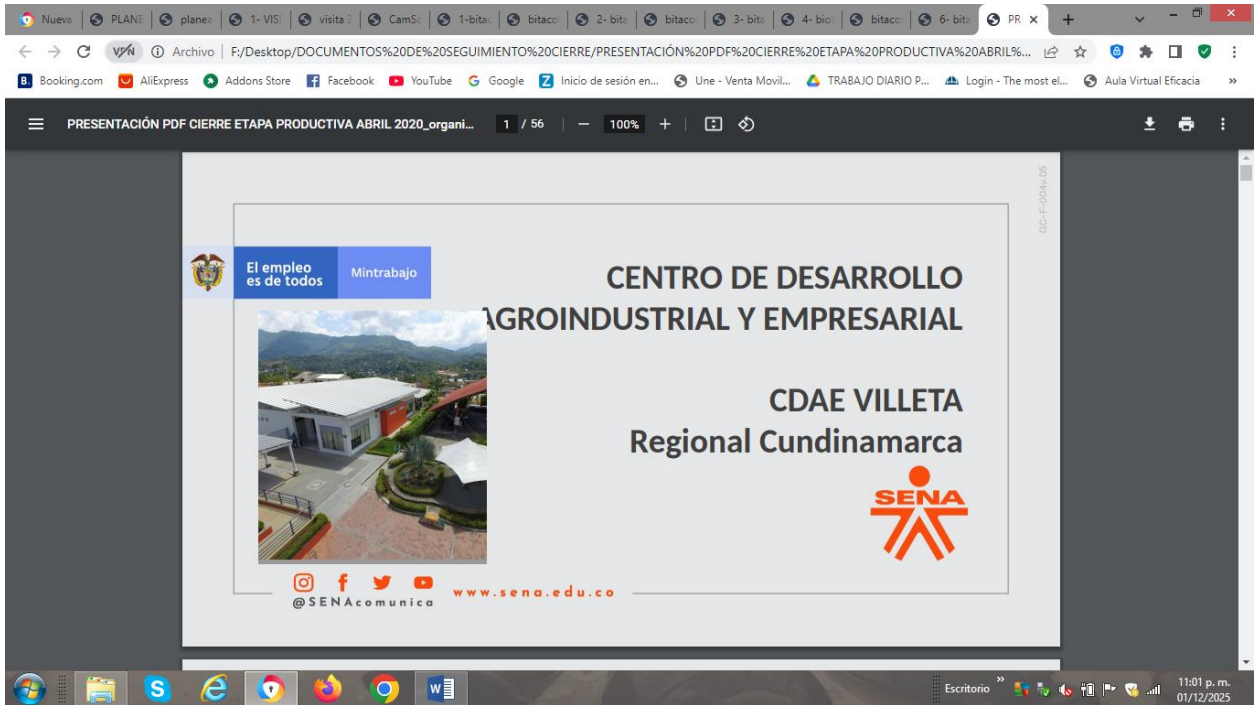 Nueva
PLANE
planea
1- VISI
visita
CamSc
1-bita
bitaco
2- bita
bitaco
3- bita
4- bio
bitaco
6- bita
PR
VPN
Archivo
F:/Desktop/DOCUMENTOS%20DE%20SEGUIMIENTO%20CIERRE/PRESENTACIÓN%20PDF%20CIERRE%20ETAPA%20PRODUCTIVA%20ABRIL%...
B. Booking.com
AliExpress
Addons Store
Facebook
YouTube
Google
Inicio de sesión en...
Une - Venta Movil...
TRABAJO DIARIO P...
Login - The most el...
Aula Virtual Eficacia
»
PRESENTACIÓN PDF CIERRE ETAPA PRODUCTIVA ABRIL 2020_organi...
1 / 56
100%
GC-F-004v.05
El empleo
es de todos
Mintrabajo
CENTRO DE DESARROLLO
AGROINDUSTRIAL Y EMPRESARIAL
CDAE VILLETA
Regional Cundinamarca
SENA
@SENAcomunica
www.sena.edu.co
Escritorio
11:01 p. m.
01/12/2025